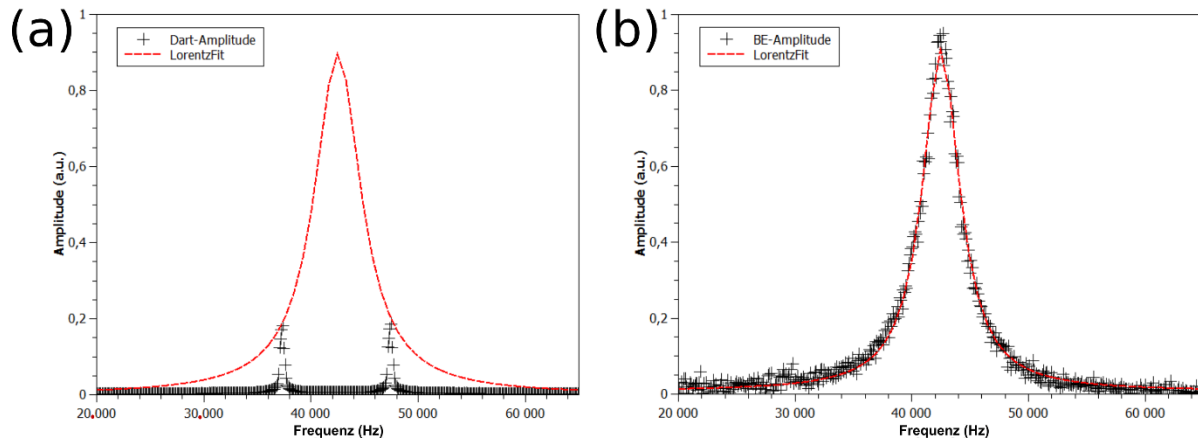 (a)
Dart-Amplitude
LorentzFit
Amplitude (a.u.)
1
0,8
0,6
0,4
0,2
0
20.000
30.000
40 000
50 000
60 000
Frequenz (Hz)
(b)
BE-Amplitude
LorentzFit
Amplitude (a.u.)
1
0,8
0,6
0,4
0,2
0
20 000
30 000
40 000
50 000
60 000
Frequenz (Hz)